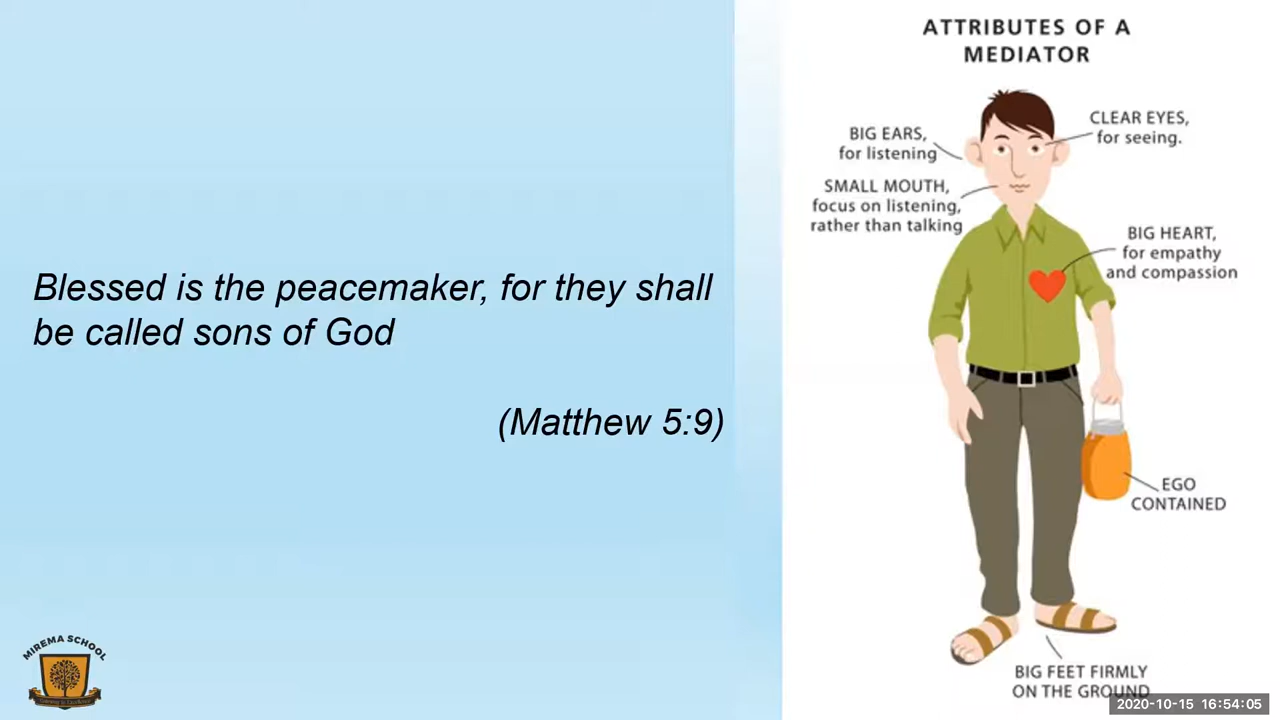 Blessed is the peacemaker, for they shall
be called sons of God
(Matthew 5:9)
MIREMA SCHOOL
ATTRIBUTES OF A
MEDIATOR
BIG EARS,
for listening
CLEAR EYES,
for seeing.
SMALL MOUTH,
focus on listening,
rather than talking
BIG HEART,
for empathy
and compassion
EGO
CONTAINED
BIG FEET FIRMLY
ON THE GROUND
2020-10-15 16:54:05